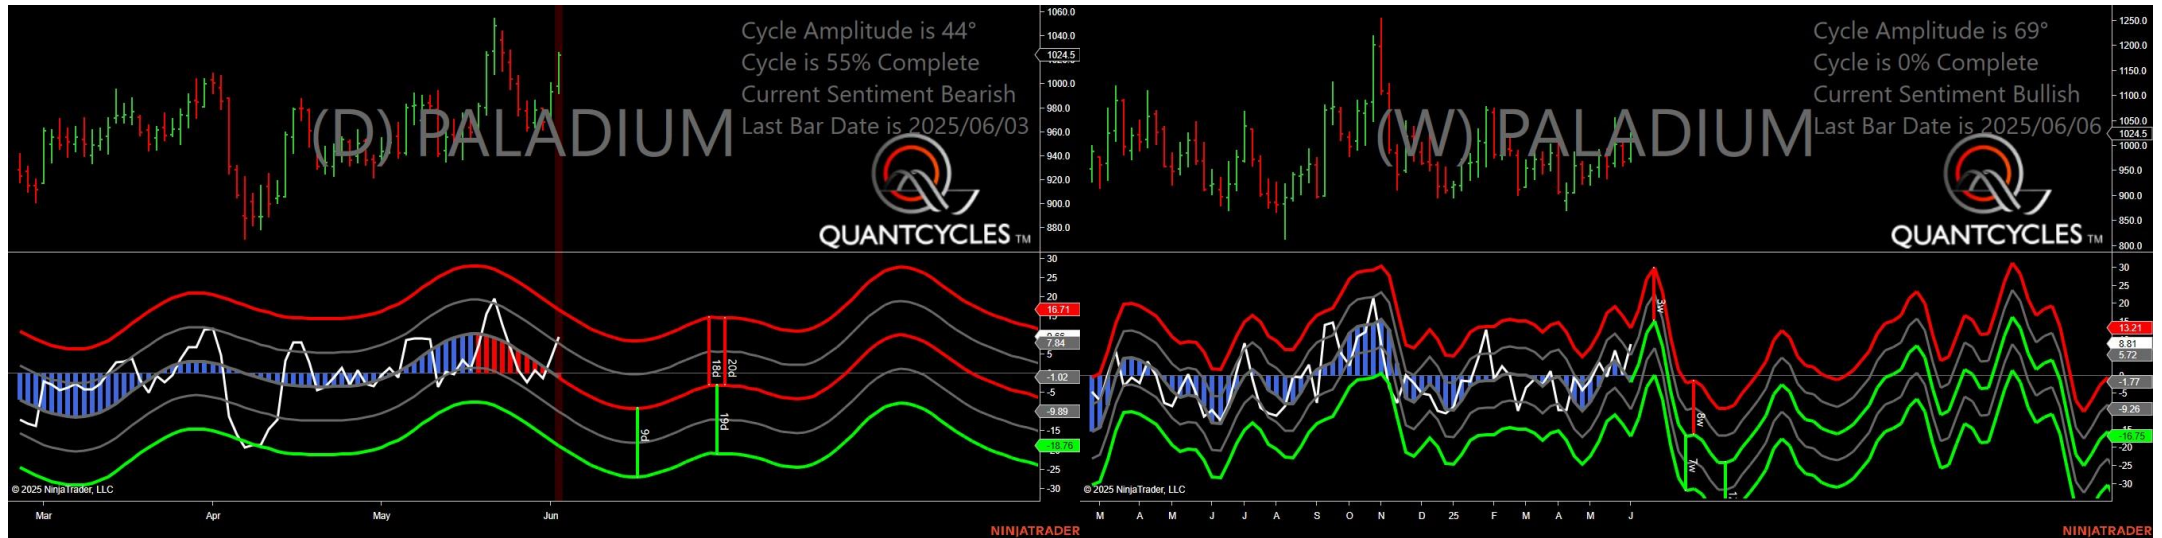 Cycle Amplitude is 44°
Cycle is 55% Complete
Current Sentiment Bearish
Last Bar Date is 2025/06/03
(D) PALADIUM
QUANTCYCLES TM
1060.0
1040.0
1024.5
1000.0
980.0
960.0
940.0
920.0
900.0
880.0
30
25
20
16.71
7.84
5
-1.02
-5
-9.89
-15
-18.76
-25
-30
9d
18d
20d
19d
© 2025 NinjaTrader, LLC
Mar
Apr
May
Jun
NINJATRADER
Cycle Amplitude is 69°
Cycle is 0% Complete
Current Sentiment Bullish
Last Bar Date is 2025/06/06
(W) PALADIUM
QUANTCYCLES TM
1250.0
1200.0
1150.0
1100.0
1050.0
1024.5
1000.0
950.0
900.0
850.0
800.0
30
25
20
13.21
8.81
5.72
-1.77
-5
-9.26
-16.75
-20
-25
-30
3w
8w
7w
© 2025 NinjaTrader, LLC
M
A
M
J
J
A
S
O
N
D
25
F
M
A
M
J
NINJATRADER